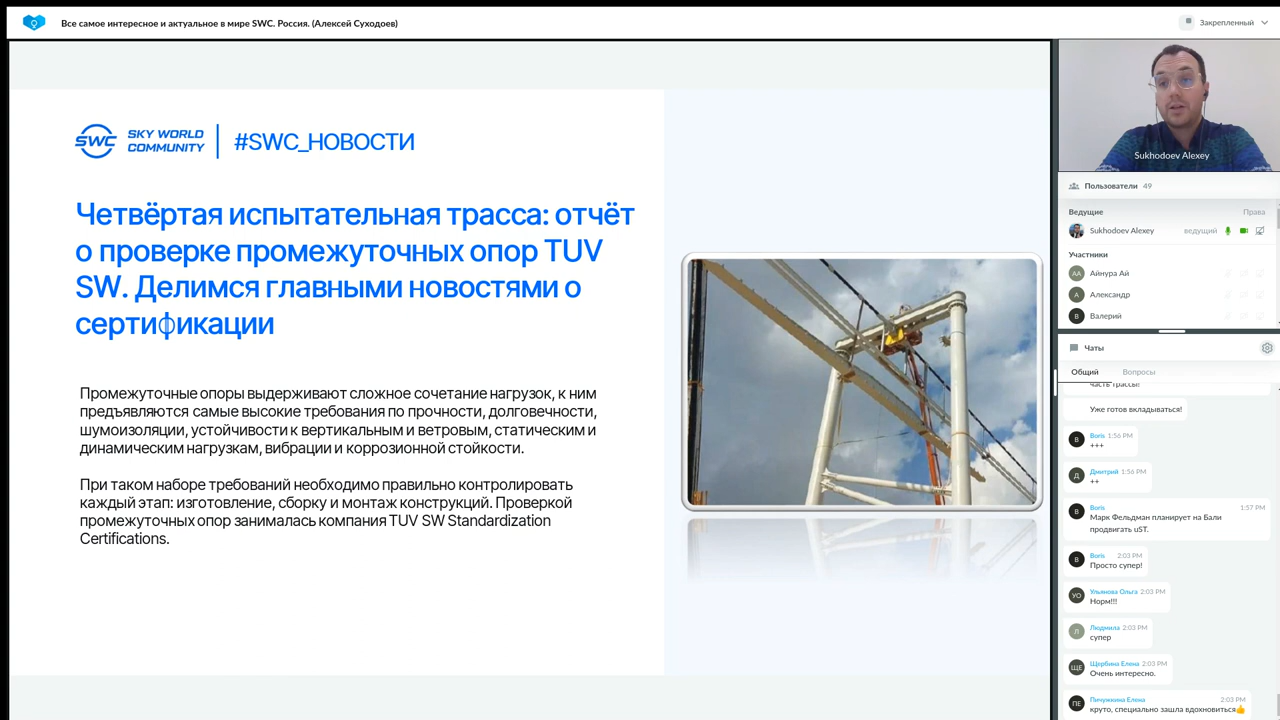 Все самое интересное и актуальное в мире SWC. Россия. (Алексей Суходоев)
Закрепленный
SWC SKY WORLD
COMMUNITY
#SWC_НОВОСТИ
Четвёртая испытательная трасса: отчёт
о проверке промежуточных опор TUV
SW. Делимся главными новостями о
сертификации
Промежуточные опоры выдерживают сложное сочетание нагрузок, к ним
предъявляются самые высокие требования по прочности, долговечности,
шумоизоляции, устойчивости к вертикальным и ветровым, статическим и
динамическим нагрузкам, вибрации и коррозионной стойкости.
При таком наборе требований необходимо правильно контролировать
каждый этап: изготовление, сборку и монтаж конструкций. Проверкой
промежуточных опор занималась компания TUV SW Standardization
Certifications.
Sukhodoev Alexey
Пользователи 49
Ведущие Права
Sukhodoev Alexey ведущий
Участники
АА Айнура Ай
А Александр
В Валерий
Чаты
Общий Вопросы
часть трассы!
Уже готов вкладываться!
B Boris 1:56 PM
+++
Д Дмитрий 1:56 PM
++
B Boris 1:57 PM
Марк Фельдман планирует на Бали
продвигать uST.
B Boris 2:03 PM
Просто супер!
УО Ульянова Ольга 2:03 PM
Норм!!!
Л Людмила 2:03 PM
супер
ЩЕ Щербина Елена 2:03 PM
Очень интересно.
ПЕ Пичужкина Елена 2:03 PM
круто, специально зашла вдохновиться👍